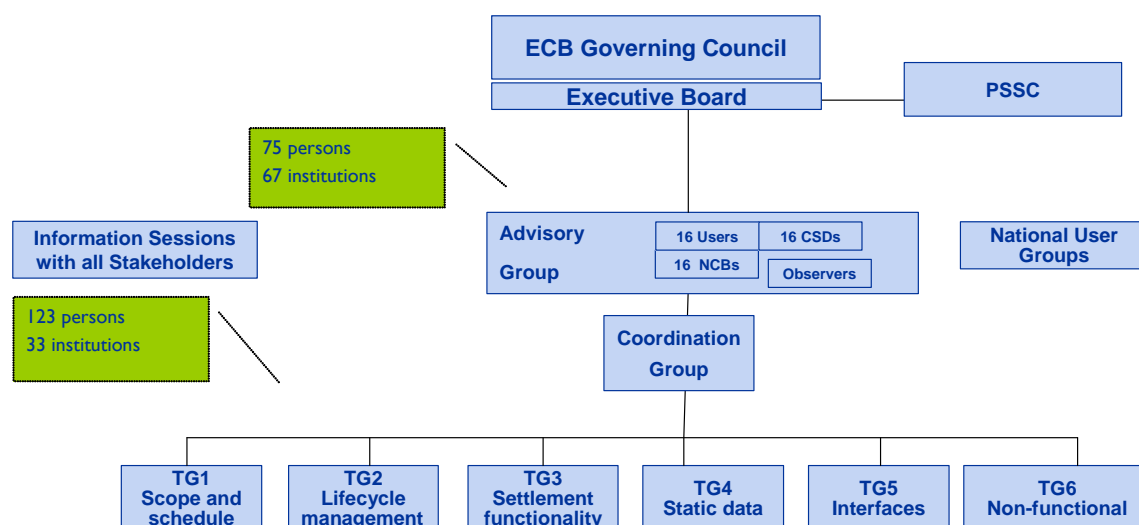 ECB Governing Council
Executive Board
PSSC
75 persons
67 institutions
Information Sessions
with all Stakeholders
Advisory
Group
16 Users
16 CSDs
16 NCBs
Observers
National User
Groups
123 persons
33 institutions
Coordination
Group
TG1
Scope and
schedule
TG2
Lifecycle
management
TG3
Settlement
functionality
TG4
Static data
TG5
Interfaces
TG6
Non-functional